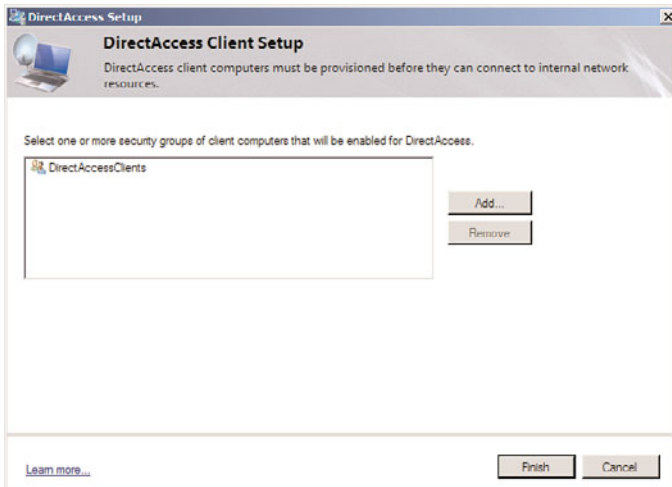 DirectAccess Setup
DirectAccess Client Setup
DirectAccess client computers must be provisioned before they can connect to internal network
resources.
Select one or more security groups of client computers that will be enabled for DirectAccess.
DirectAccessClients
Add...
Remove
Learn more...
Finish
Cancel